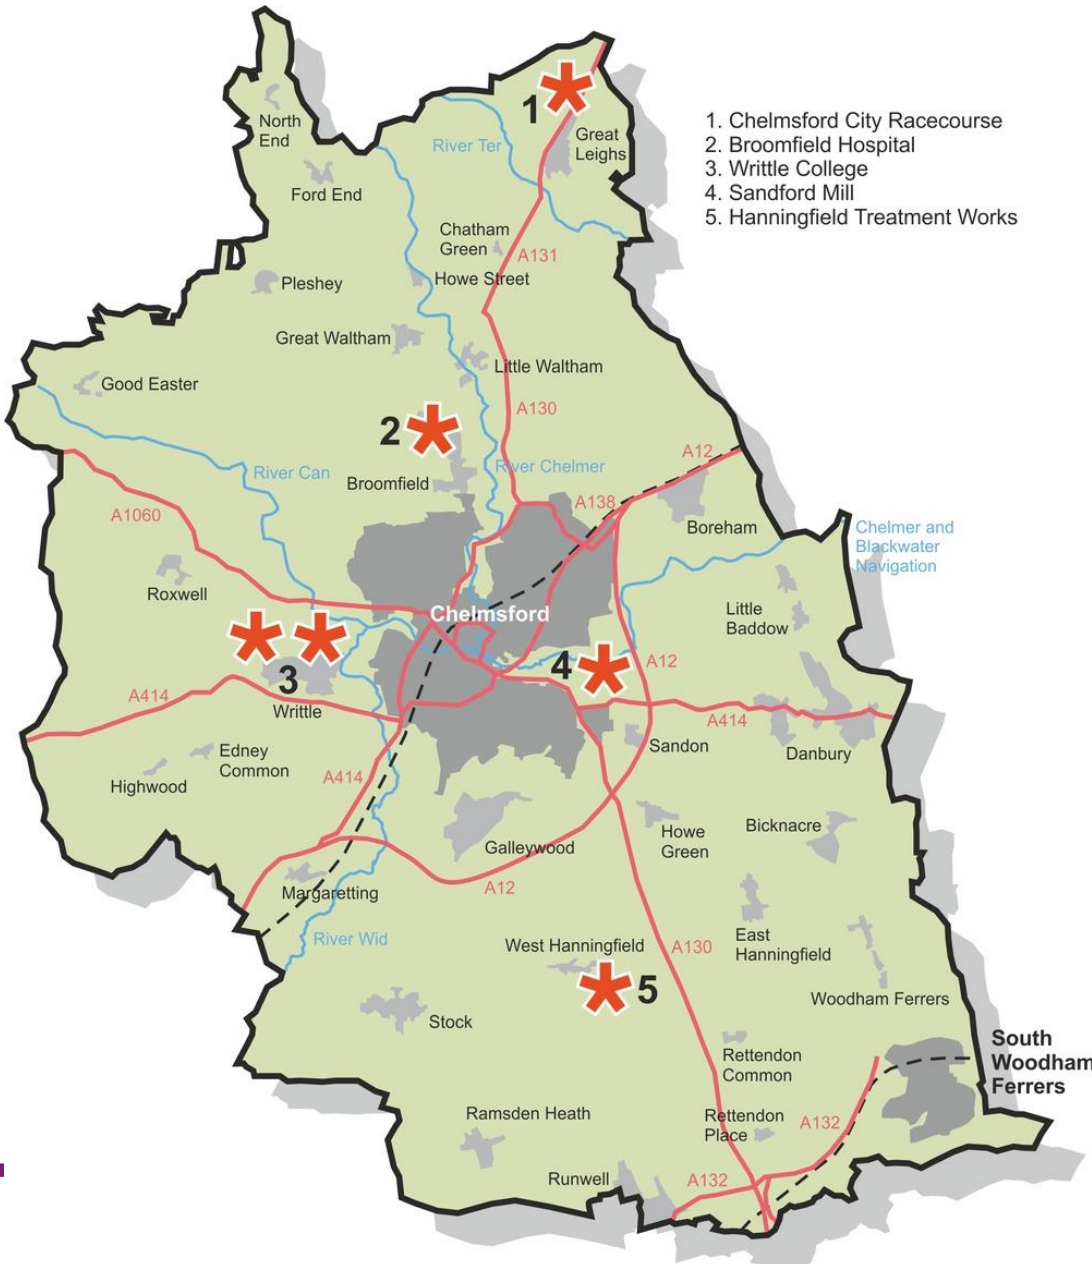 1
North
End
River Ter
Great
Leighs
1. Chelmsford City Racecourse
2. Broomfield Hospital
3. Writtle College
4. Sandford Mill
5. Hanningfield Treatment Works
Ford End
Chatham
Green
A131
Howe Street
Pleshey
Great Waltham
Little Waltham
Good Easter
A130
2
A12
River Can
River Chelmer
Broomfield
A138
A1060
Boreham
Chelmer and
Blackwater
Navigation
Roxwell
Chelmsford
Little
Baddow
3
4
A12
A414
Writtle
A414
Sandon
Danbury
Edney
Common
Highwood
A414
Galleywood
Howe
Green
Bicknacre
Margaretting
A12
River Wid
West Hanningfield
A130
East
Hanningfield
5
Woodham Ferrers
Stock
Rettendon
Common
South
Woodham
Ferrers
Ramsden Heath
Rettendon
Place
A132
Runwell
A132